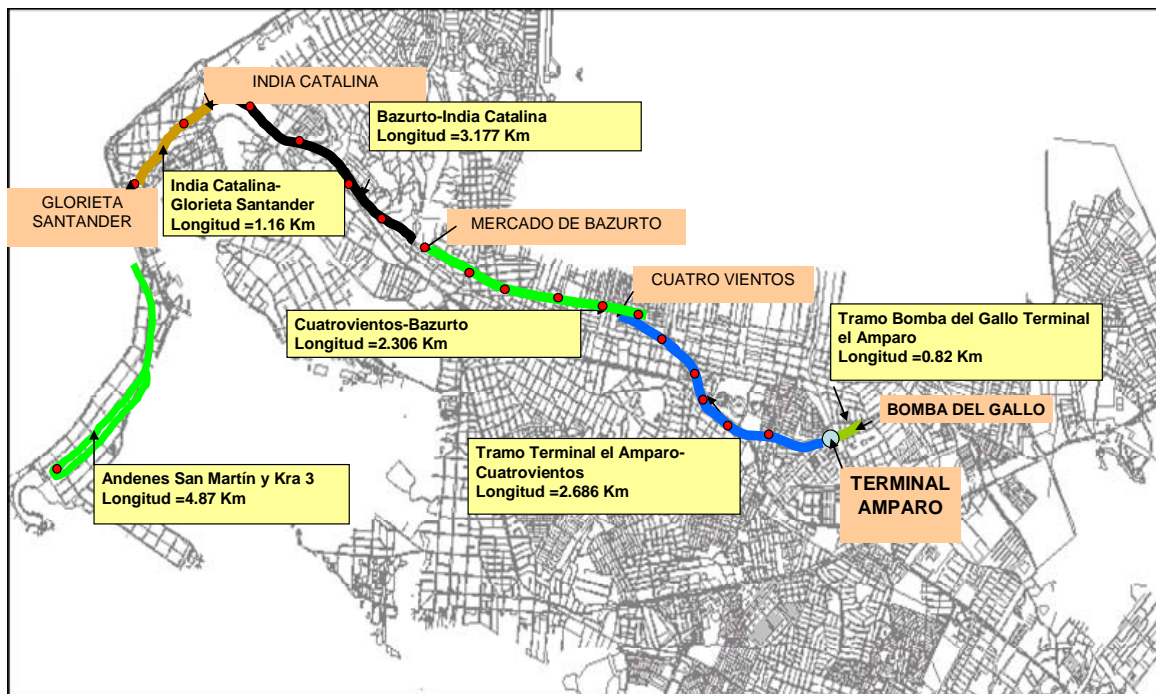 INDIA CATALINA
Bazurto-India Catalina
Longitud =3.177 Km
GLORIETA
SANTANDER
India Catalina-
Glorieta Santander
Longitud =1.16 Km
MERCADO DE BAZURTO
CUATRO VIENTOS
Cuatrovientos-Bazurto
Longitud =2.306 Km
Tramo Bomba del Gallo Terminal
el Amparo
Longitud =0.82 Km
BOMBA DEL GALLO
Andenes San Martín y Kra 3
Longitud =4.87 Km
Tramo Terminal el Amparo-
Cuatrovientos
Longitud =2.686 Km
TERMINAL
AMPARO